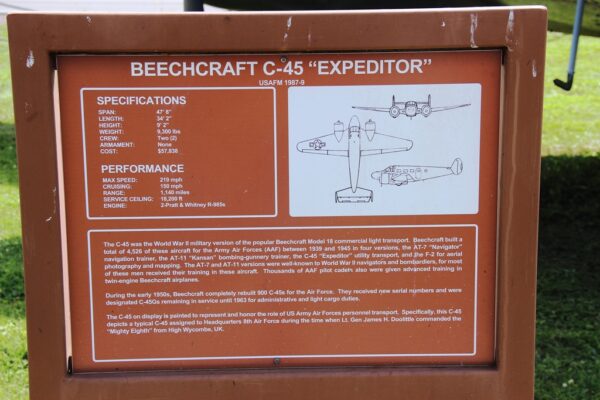 BEECHCRAFT C-45 "EXPEDITOR"
USAFM 1987-9
SPECIFICATIONS
SPAN: 47' 8"
LENGTH: 34' 2"
HEIGHT: 9' 2"
WEIGHT: 9,300 lbs
CREW: Two (2)
ARMAMENT: None
COST: $57,838
PERFORMANCE
MAX SPEED: 219 mph
CRUISING: 150 mph
RANGE: 1,140 miles
SERVICE CEILING: 18,200 ft
ENGINE: 2-Pratt & Whitney R-985s
The C-45 was the World War II military version of the popular Beechcraft Model 18 commercial light transport. Beechcraft built a
total of 4,526 of these aircraft for the Army Air Forces (AAF) between 1939 and 1945 in four versions, the AT-7 "Navigator"
navigation trainer, the AT-11 "Kansan" bombing-gunnery trainer, the C-45 "Expeditor" utility transport, and the F-2 for aerial
photography and mapping. The AT-7 and AT-11 versions were well-known to World War II navigators and bombardiers, for most
of these men received their training in these aircraft. Thousands of AAF pilot cadets also were given advanced training in
twin-engine Beechcraft airplanes.
During the early 1950s, Beechcraft completely rebuilt 900 C-45s for the Air Force. They received new serial numbers and were
designated C-45Gs remaining in service until 1963 for administrative and light cargo duties.
The C-45 on display is painted to represent and honor the role of US Army Air Forces personnel transport. Specifically, this C-45
depicts a typical C-45 assigned to Headquarters 8th Air Force during the time when Lt. Gen James H. Doolittle commanded the
"Mighty Eighth" from High Wycombe, UK.